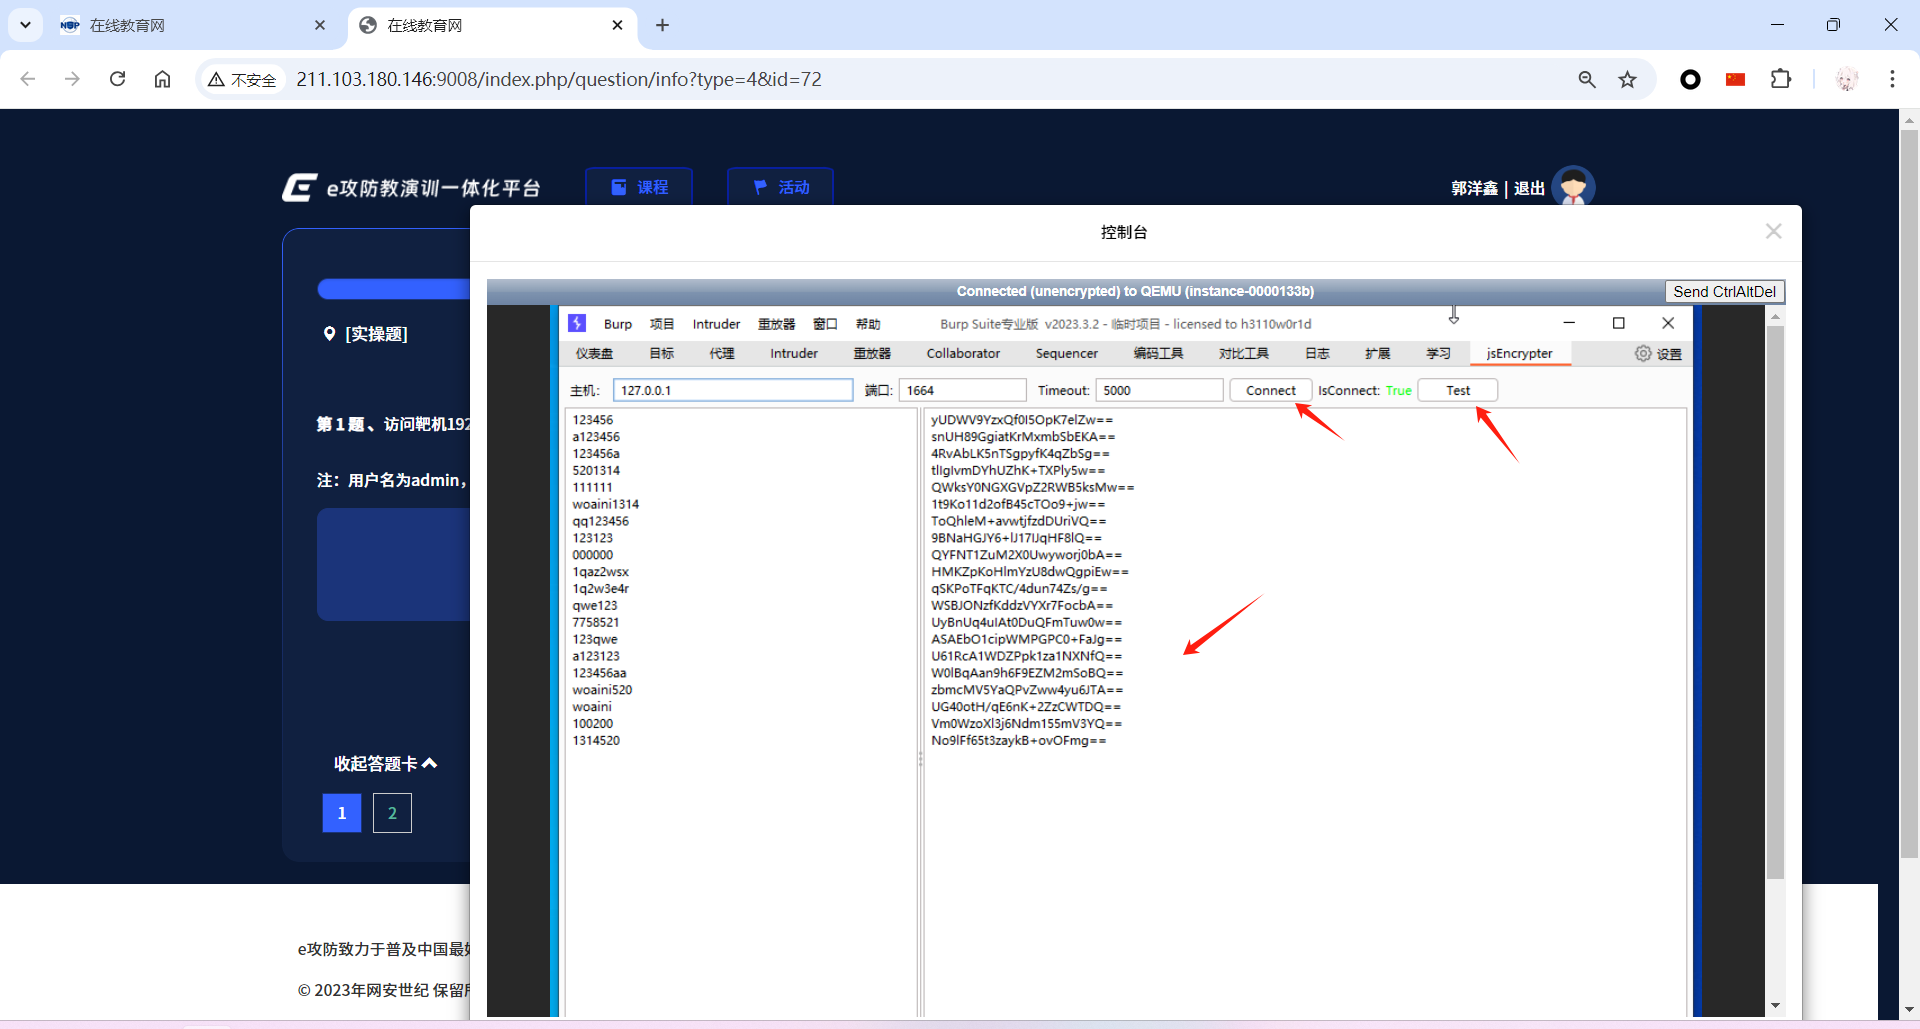 在线教育网
在线教育网
不安全
211.103.180.146:9008/index.php/question/info?type=4&id=72
e攻防教演训一体化平台
课程
活动
郭洋鑫 | 退出
控制台
[实操题]
第 1 题 、访问靶机192
注：用户名为admin，
收起答题卡
1
2
e攻防致力于普及中国最
© 2023年网安世纪 保留
Connected (unencrypted) to QEMU (instance-0000133b)
Send CtrlAltDel
Burp 项目 Intruder 重放器 窗口 帮助
Burp Suite专业版 v2023.3.2 - 临时项目 - licensed to h3110w0r1d
仪表盘 目标 代理 Intruder 重放器 Collaborator Sequencer 编码工具 对比工具 日志 扩展 学习 jsEncrypter 设置
主机: 127.0.0.1 端口: 1664 Timeout: 5000 Connect IsConnect: True Test
123456
a123456
123456a
5201314
111111
woaini1314
qq123456
123123
000000
1qaz2wsx
1q2w3e4r
qwe123
7758521
123qwe
a123123
123456aa
woaini520
woaini
100200
1314520
yUDWV9YzxQf0I5OpK7elZw==
snUH89GgiatKrMxmbSbEKA==
4RvAbLK5nTSgpyfK4qZbSg==
tlIgIvmDYhUZhK+TXPly5w==
QWksY0NGXGVpZ2RWB5ksMw==
1t9Ko11d2ofB45cTOo9+jw==
ToQhleM+avwtjfzdDUriVQ==
9BNaHGJY6+lJ17IJqHF8lQ==
QYFNT1ZuM2X0Uwyworj0bA==
HMKZpKoHlmYzU8dwQgpiEw==
qSKPoTFqKTC/4dun74Zs/g==
WSBJONzfKddzVYXr7FocbA==
UyBnUq4uIAt0DuQFmTuw0w==
ASAEbO1cipWMPGPC0+FaJg==
U61RcA1WDZPpk1za1NXNfQ==
W0lBqAan9h6F9EZM2mSoBQ==
zbmcMV5YaQPvZww4yu6JTA==
UG40otH/qE6nK+2ZzCWTDQ==
Vm0WzoXl3j6Ndm155mV3YQ==
No9lFf65t3zaykB+ovOFmg==